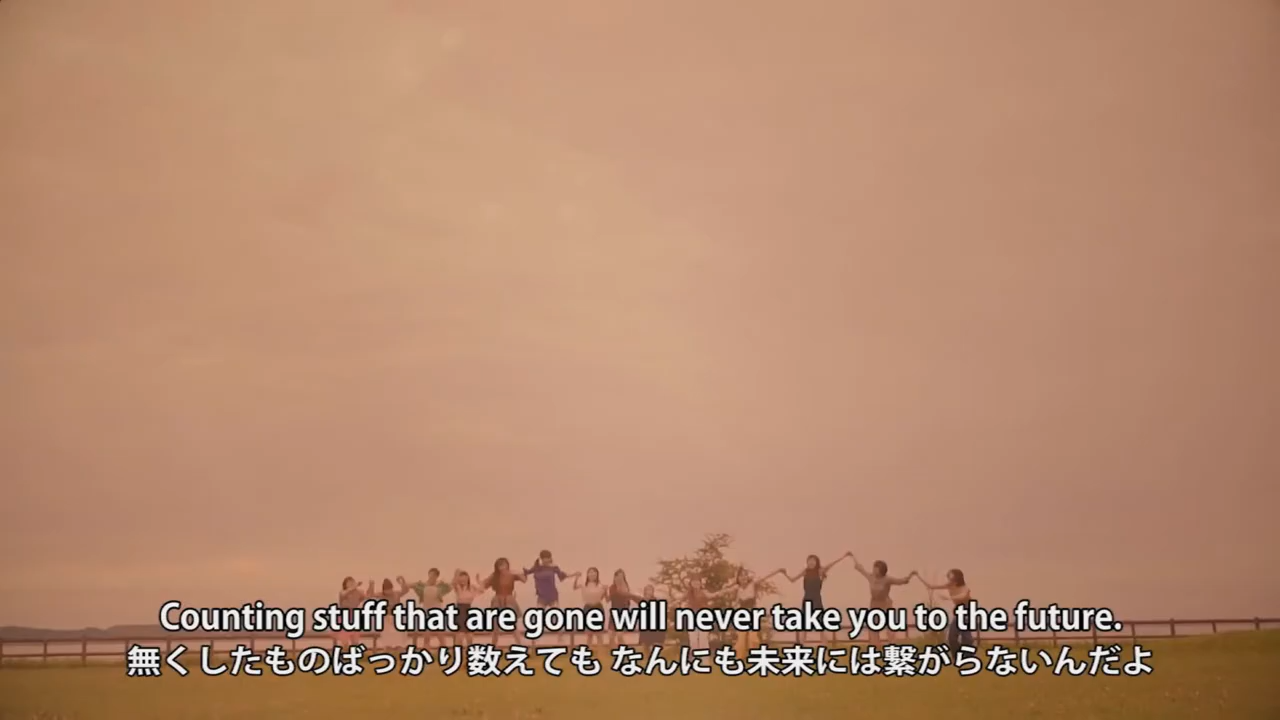 Counting stuff that are gone will never take you to the future.
無くしたものばっかり数えても なんにも未来には繋がらないんだよ